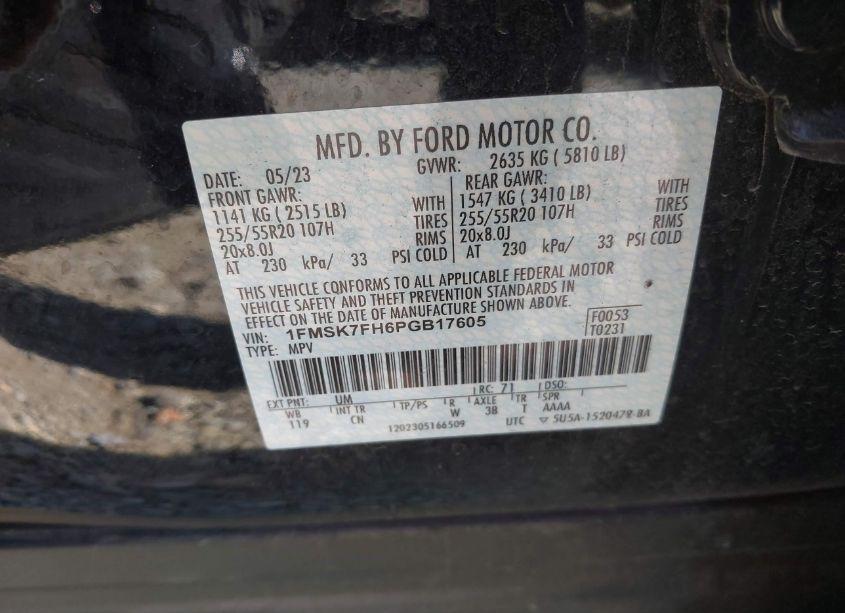 MFD. BY FORD MOTOR CO.
DATE: 05/23 GVWR: 2635 KG ( 5810 LB)
FRONT GAWR: REAR GAWR:
1141 KG ( 2515 LB) WITH 1547 KG ( 3410 LB) WITH
255/55R20 107H TIRES 255/55R20 107H TIRES
20x8.0J RIMS 20x8.0J RIMS
AT 230 kPa/ 33 PSI COLD AT 230 kPa/ 33 PSI COLD
THIS VEHICLE CONFORMS TO ALL APPLICABLE FEDERAL MOTOR
VEHICLE SAFETY AND THEFT PREVENTION STANDARDS IN
EFFECT ON THE DATE OF MANUFACTURE SHOWN ABOVE.
VIN: 1FMSK7FH6PGB17605 F0053
TYPE: MPV T0231
EXT PNT: UM RC: 71 DSO:
WB INT TR TP/PS R AXLE TR SPR
119 CN W 38 T AAAA
1202305166509 UTC ▽ 5U5A-1520472-BA